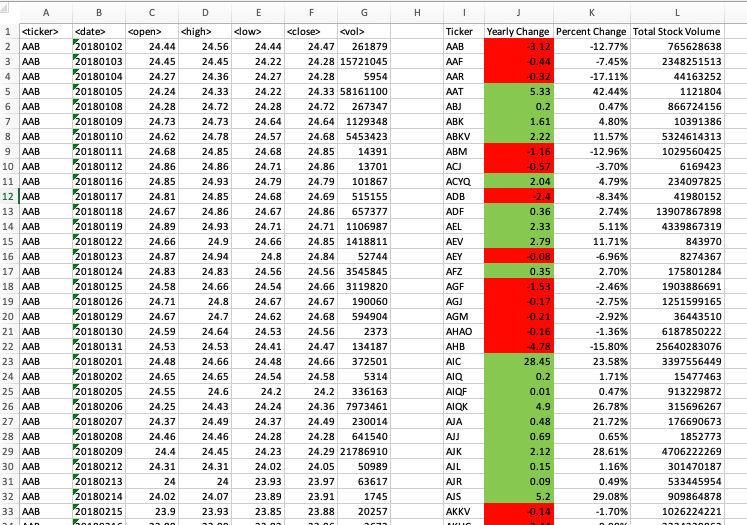 A B C D E F G H I J K L
1 <ticker> <date> <open> <high> <low> <close> <vol> Ticker Yearly Change Percent Change Total Stock Volume
2 AAB 20180102 24.44 24.56 24.44 24.47 261879 AAB -3.12 -12.77% 765628638
3 AAB 20180103 24.45 24.45 24.22 24.28 15721045 AAF -0.44 -7.45% 2348251513
4 AAB 20180104 24.27 24.36 24.27 24.28 5954 AAR -0.32 -17.11% 44163252
5 AAB 20180105 24.24 24.33 24.22 24.33 58161100 AAT 5.33 42.44% 1121804
6 AAB 20180108 24.28 24.72 24.28 24.72 267347 ABJ 0.2 0.47% 866724156
7 AAB 20180109 24.73 24.73 24.64 24.64 1129348 ABK 1.61 4.80% 10391386
8 AAB 20180110 24.62 24.78 24.57 24.68 5453423 ABKV 2.22 11.57% 5324614313
9 AAB 20180111 24.68 24.85 24.68 24.85 14391 ABM -1.16 -12.96% 1029560425
10 AAB 20180112 24.86 24.86 24.71 24.86 13701 ACJ -0.57 -3.70% 6169423
11 AAB 20180116 24.85 24.93 24.79 24.79 101867 ACYQ 2.04 4.79% 234097825
12 AAB 20180117 24.81 24.85 24.68 24.69 515155 ADB -2.4 -8.34% 41980152
13 AAB 20180118 24.67 24.86 24.67 24.86 657377 ADF 0.36 2.74% 13907867898
14 AAB 20180119 24.89 24.93 24.71 24.71 1106987 AEL 2.33 5.11% 4339867319
15 AAB 20180122 24.66 24.9 24.66 24.85 1418811 AEV 2.79 11.71% 843970
16 AAB 20180123 24.87 24.94 24.8 24.84 52744 AEY -0.08 -6.96% 8274367
17 AAB 20180124 24.83 24.83 24.56 24.56 3545845 AFZ 0.35 2.70% 175801284
18 AAB 20180125 24.58 24.66 24.54 24.66 3119820 AGF -1.53 -2.46% 1903886691
19 AAB 20180126 24.71 24.8 24.67 24.67 190060 AGJ -0.17 -2.75% 1251599165
20 AAB 20180129 24.67 24.7 24.62 24.68 594904 AGM -0.21 -2.92% 36443510
21 AAB 20180130 24.59 24.64 24.53 24.56 2373 AHAO -0.16 -1.36% 6187850222
22 AAB 20180131 24.53 24.53 24.41 24.47 134187 AHB -4.78 -15.80% 25640283076
23 AAB 20180201 24.48 24.66 24.48 24.66 372501 AIC 28.45 23.58% 3397556449
24 AAB 20180202 24.65 24.65 24.54 24.58 5314 AIQ 0.2 1.71% 15477463
25 AAB 20180205 24.55 24.6 24.2 24.2 336163 AIQF 0.01 0.47% 913229872
26 AAB 20180206 24.25 24.43 24.24 24.36 7973461 AIQK 4.9 26.78% 315696267
27 AAB 20180207 24.37 24.49 24.37 24.49 230014 AJA 0.48 21.72% 176690673
28 AAB 20180208 24.46 24.46 24.28 24.28 641540 AJJ 0.69 0.65% 1852773
29 AAB 20180209 24.4 24.45 24.23 24.29 21786910 AJK 2.12 28.61% 4706222269
30 AAB 20180212 24.31 24.31 24.02 24.05 50989 AJL 0.15 1.16% 301470187
31 AAB 20180213 24 24 23.93 23.97 63617 AJR 0.09 0.49% 533445954
32 AAB 20180214 24.02 24.07 23.89 23.91 1745 AJS 5.2 29.08% 909864878
33 AAB 20180215 23.9 23.93 23.85 23.88 20257 AKKV -0.14 -1.70% 1026224221